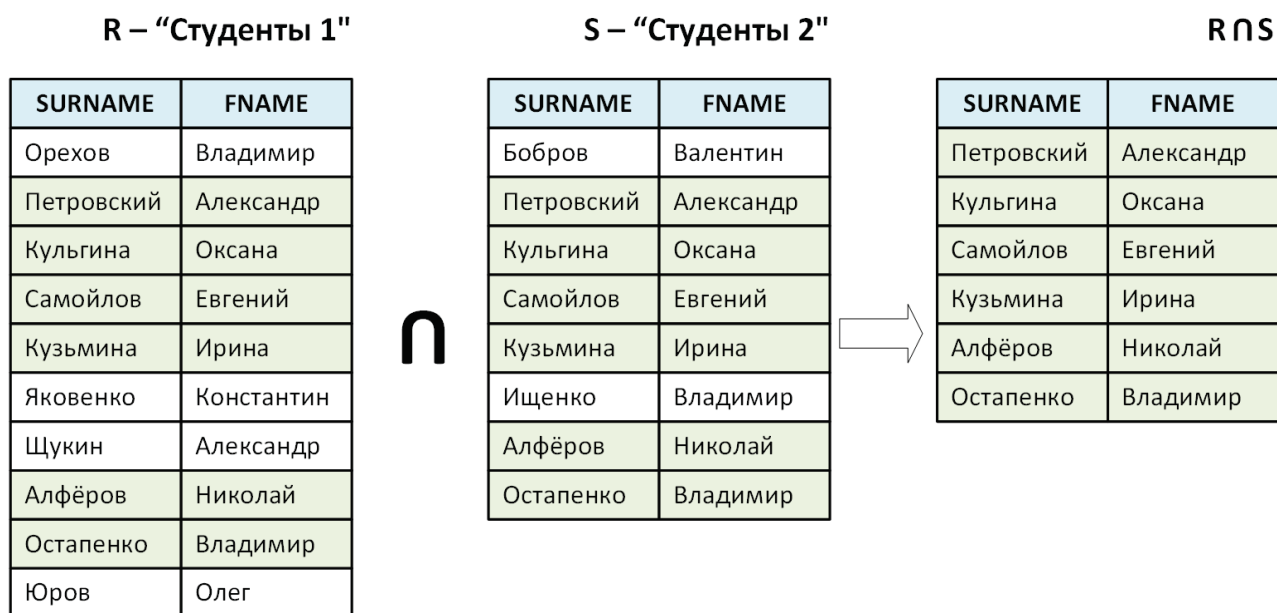 R – “Студенты 1"
S – “Студенты 2"
R∩S
SURNAME FNAME
Орехов Владимир
Петровский Александр
Кульгина Оксана
Самойлов Евгений
Кузьмина Ирина
Яковенко Константин
Щукин Александр
Алфёров Николай
Остапенко Владимир
Юров Олег
∩
SURNAME FNAME
Бобров Валентин
Петровский Александр
Кульгина Оксана
Самойлов Евгений
Кузьмина Ирина
Ищенко Владимир
Алфёров Николай
Остапенко Владимир
SURNAME FNAME
Петровский Александр
Кульгина Оксана
Самойлов Евгений
Кузьмина Ирина
Алфёров Николай
Остапенко Владимир